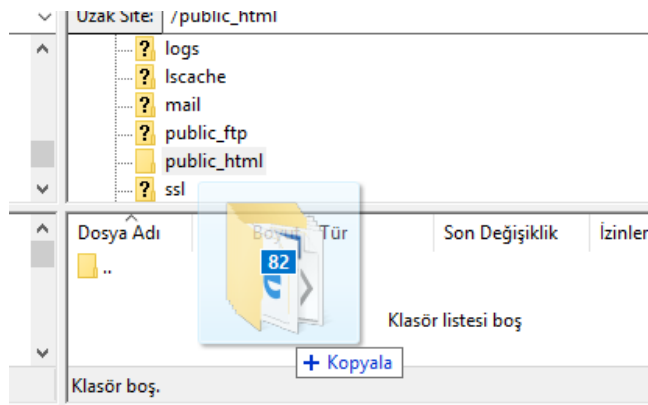 Uzak Site: /public_html
logs
lscache
mail
public_ftp
public_html
ssl
Dosya Adı Boyut Tür Son Değişiklik İzinler
..
82
Klasör listesi boş
+ Kopyala
Klasör boş.